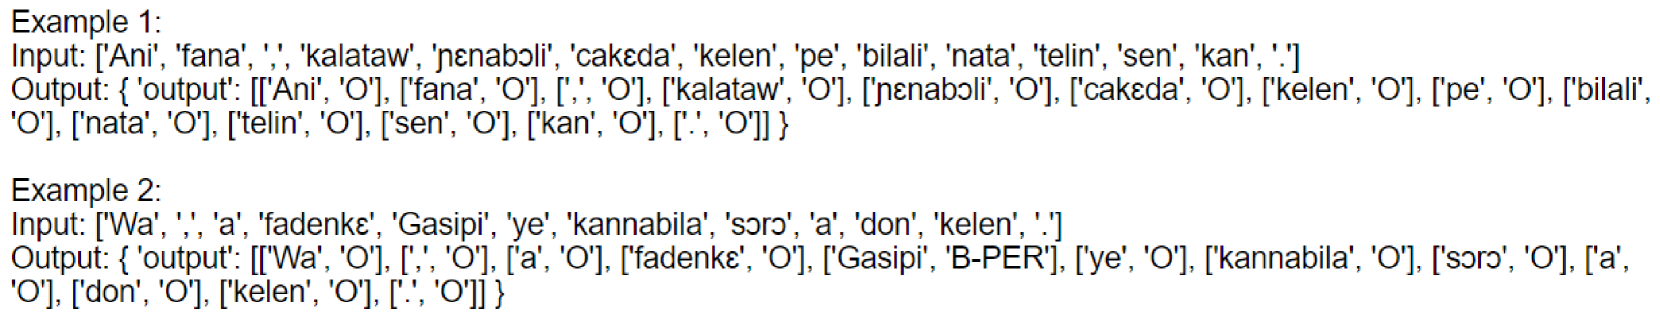 Example 1:
Input: ['Ani', 'fana', ',', 'kalataw', 'ɲɛnabɔli', 'cakɛda', 'kelen', 'pe', 'bilali', 'nata', 'telin', 'sen', 'kan', '.']
Output: { 'output': [['Ani', 'O'], ['fana', 'O'], [',', 'O'], ['kalataw', 'O'], ['ɲɛnabɔli', 'O'], ['cakɛda', 'O'], ['kelen', 'O'], ['pe', 'O'], ['bilali',
'O'], ['nata', 'O'], ['telin', 'O'], ['sen', 'O'], ['kan', 'O'], ['.', 'O']] }
Example 2:
Input: ['Wa', ',', 'a', 'fadenkɛ', 'Gasipi', 'ye', 'kannabila', 'sɔrɔ', 'a', 'don', 'kelen', '.']
Output: { 'output': [['Wa', 'O'], [',', 'O'], ['a', 'O'], ['fadenkɛ', 'O'], ['Gasipi', 'B-PER'], ['ye', 'O'], ['kannabila', 'O'], ['sɔrɔ', 'O'], ['a',
'O'], ['don', 'O'], ['kelen', 'O'], ['.', 'O']] }